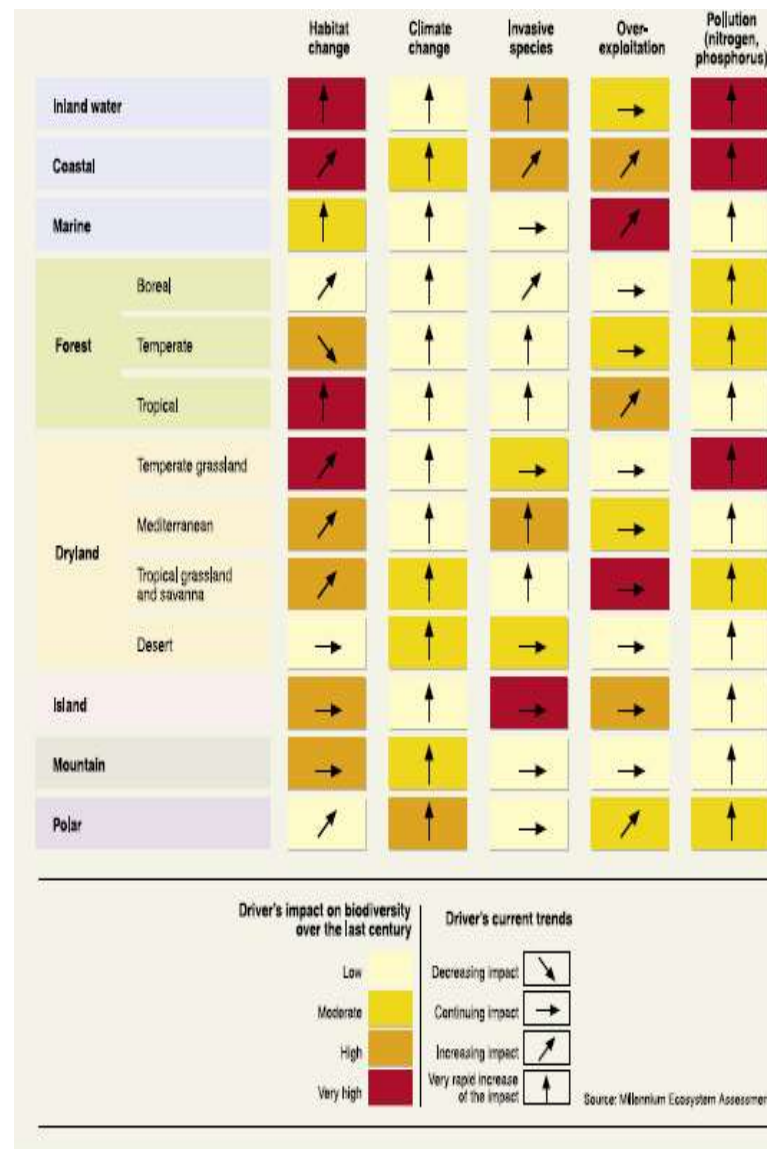 Habitat
change
Climate
change
Invasive
species
Over-
exploitation
Pollution
(nitrogen,
phosphorus)
Inland water
Coastal
Marine
Forest
Boreal
Temperate
Tropical
Dryland
Temperate grassland
Mediterranean
Tropical grassland
and savanna
Desert
Island
Mountain
Polar
Driver's impact on biodiversity
over the last century
Low
Moderate
High
Very high
Driver's current trends
Decreasing impact
Continuing impact
Increasing impact
Very rapid increase
of the impact
Source: Millennium Ecosystem Assessmen